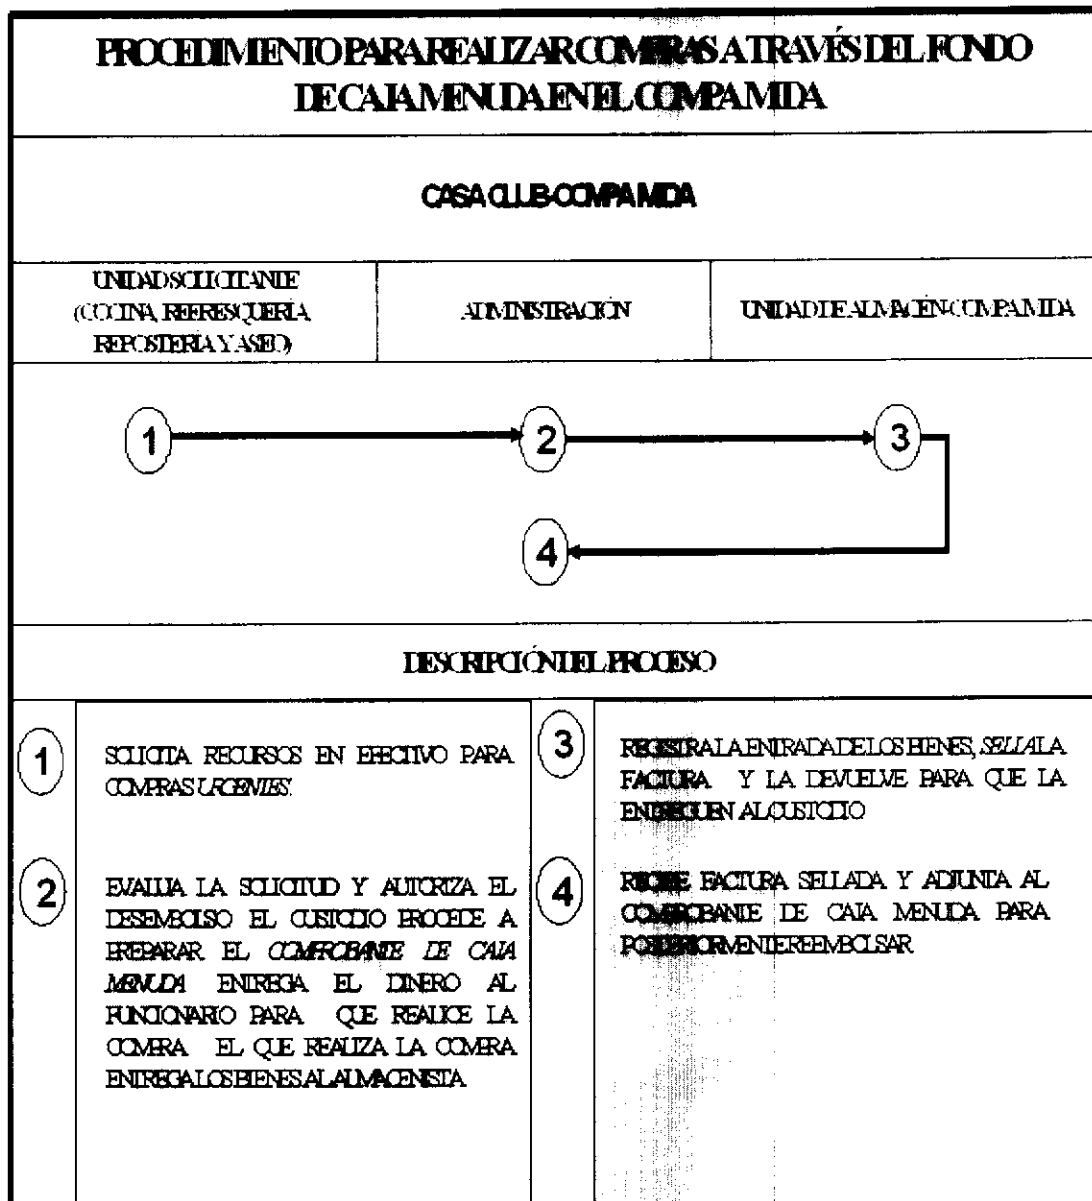 PROCEDIMIENTO PARA REALIZAR COMPRAS A TRAVÉS DEL FONDO
DE CAJA MENUDA EN EL COMPAMIDA
CASA CLUB-COMPAMIDA
UNIDAD SOLICITANTE
(COCINA, REFRESQUERÍA,
REPOSTERÍA Y ASEO)
ADMINISTRACIÓN
UNIDAD DE ALMACÉN-COMPAMIDA
1
2
3
4
DESCRIPCIÓN DEL PROCESO
1
SOLICITA RECURSOS EN EFECTIVO PARA
COMPRAS URGENTES.
2
EVALUA LA SOLICITUD Y AUTORIZA EL
DESEMBOLSO EL CUSTODIO PROCEDE A
PREPARAR EL COMPROBANTE DE CAJA
MENUDA ENTREGA EL DINERO AL
FUNCIONARIO PARA QUE REALICE LA
COMPRA EL QUE REALIZA LA COMPRA
ENTREGA LOS BIENES AL ALMACENISTA
3
REGISTRA LA ENTRADA DE LOS BIENES, SELLA LA
FACTURA Y LA DEVUELVE PARA QUE LA
ENTREGUEN AL CUSTODIO
4
RECIBE FACTURA SELLADA Y ADJUNTA AL
COMPROBANTE DE CAJA MENUDA PARA
POSTERIORMENTE REEMBOLSAR